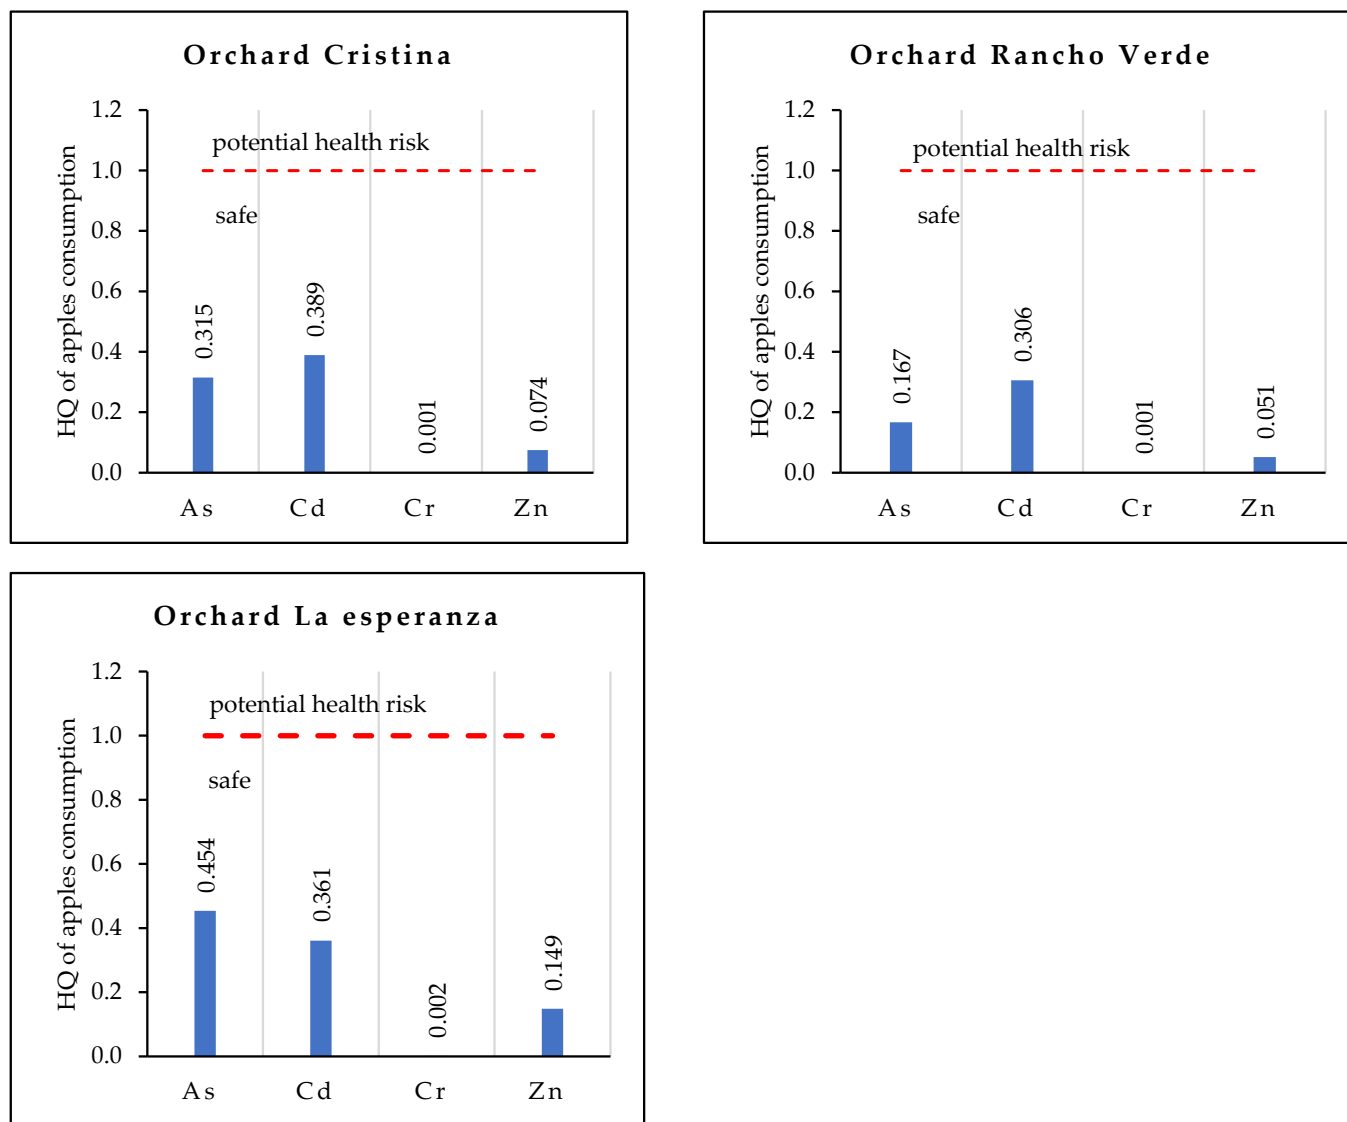 Orchard Cristina
HQ of apples consumption
1.2
1.0
0.8
0.6
0.4
0.2
0.0
potential health risk
safe
0.315
0.389
0.001
0.074
As Cd Cr Zn
Orchard Rancho Verde
HQ of apples consumption
1.2
1.0
0.8
0.6
0.4
0.2
0.0
potential health risk
safe
0.167
0.306
0.001
0.051
As Cd Cr Zn
Orchard La esperanza
HQ of apples consumption
1.2
1.0
0.8
0.6
0.4
0.2
0.0
potential health risk
safe
0.454
0.361
0.002
0.149
As Cd Cr Zn